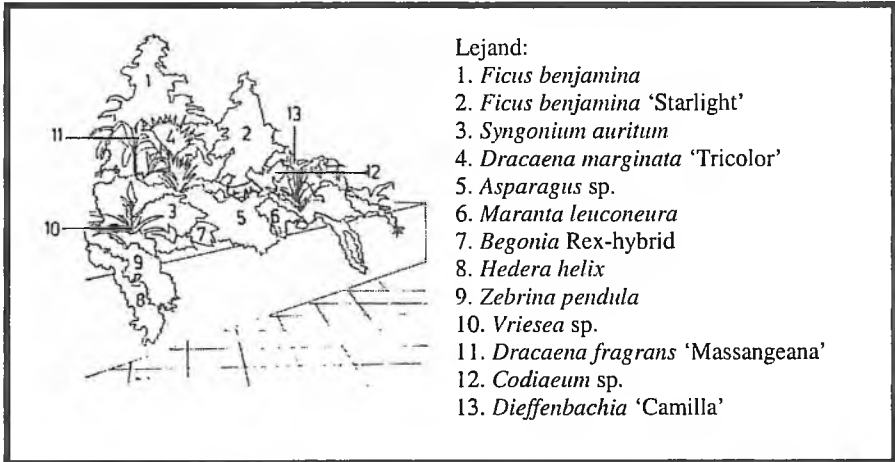 Lejand:
1. Ficus benjamina
2. Ficus benjamina ‘Starlight’
3. Syngonium auritum
4. Dracaena marginata ‘Tricolor’
5. Asparagus sp.
6. Maranta leuconeura
7. Begonia Rex-hybrid
8. Hedera helix
9. Zebrina pendula
10. Vriesea sp.
11. Dracaena fragrans ‘Massangeana’
12. Codiaeum sp.
13. Dieffenbachia ‘Camilla’
1
13
11
4
2
12
3
5
6
10
7
9
8